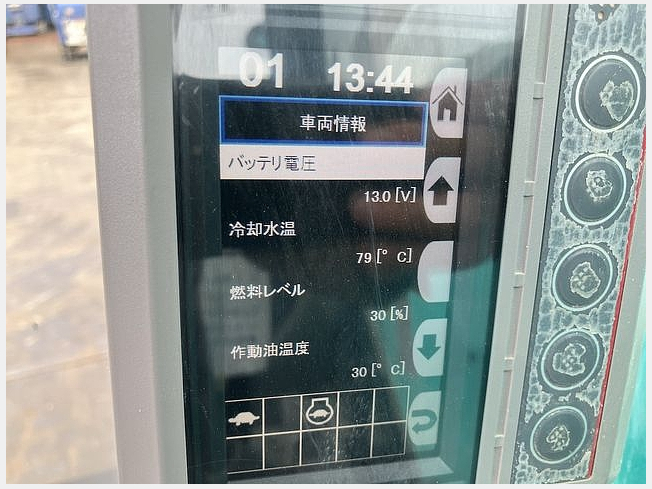 01 13:44
車両情報
バッテリ電圧
13.0 [V]
冷却水温
79 [° C]
燃料レベル
30 [%]
作動油温度
30 [° C]